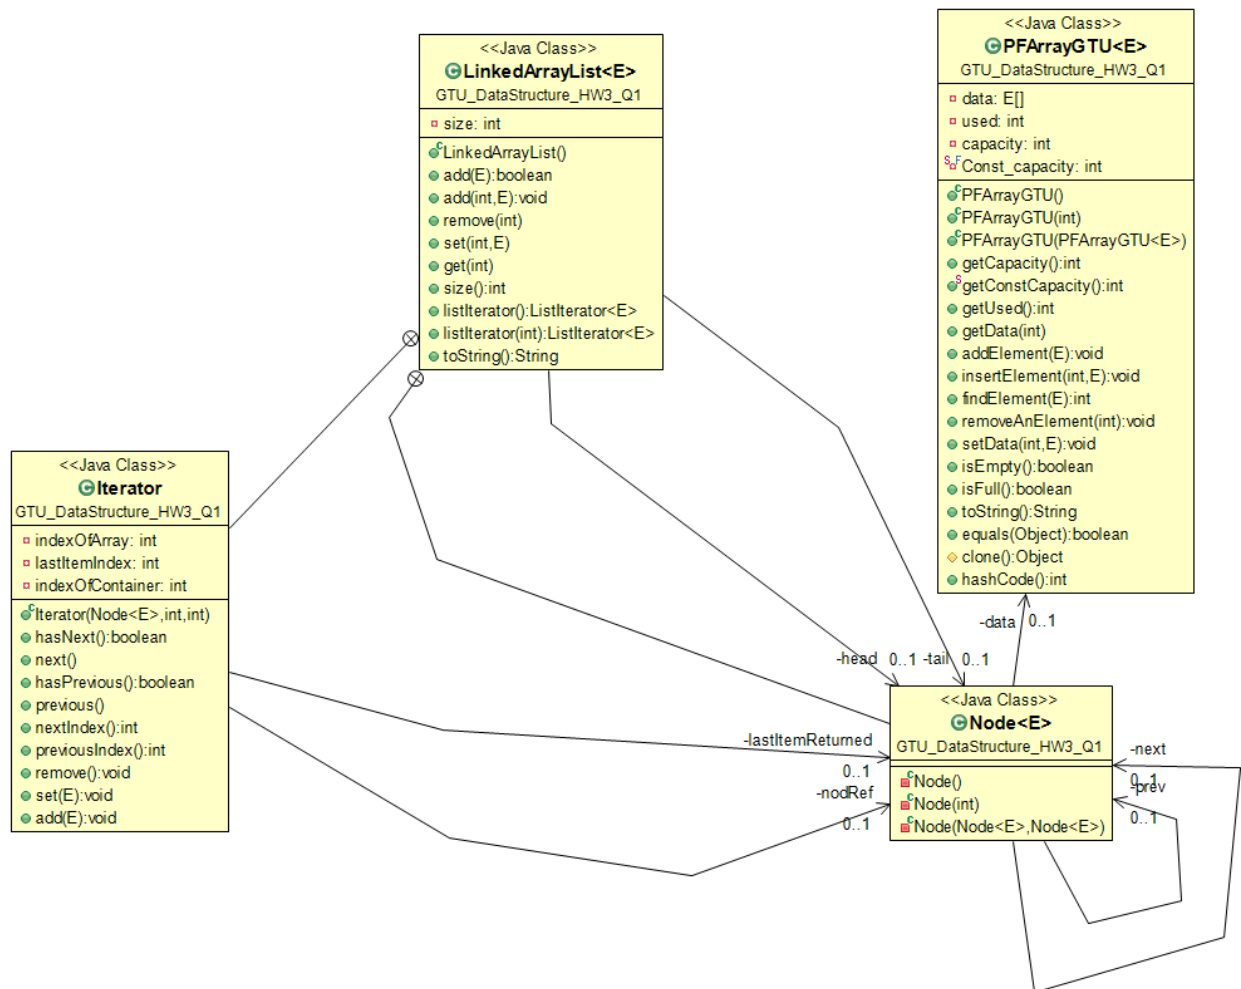 <<Java Class>>
LinkedArrayList<E>
GTU_DataStructure_HW3_Q1
size: int
LinkedArrayList()
add(E):boolean
add(int,E):void
remove(int)
set(int,E)
get(int)
size():int
listIterator():ListIterator<E>
listIterator(int):ListIterator<E>
toString():String
<<Java Class>>
PFArrayGTU<E>
GTU_DataStructure_HW3_Q1
data: E[]
used: int
capacity: int
Const_capacity: int
PFArrayGTU()
PFArrayGTU(int)
PFArrayGTU(PFArrayGTU<E>)
getCapacity():int
getConstCapacity():int
getUsed():int
getData(int)
addElement(E):void
insertElement(int,E):void
findElement(E):int
removeAnElement(int):void
setData(int,E):void
isEmpty():boolean
isFull():boolean
toString():String
equals(Object):boolean
clone():Object
hashCode():int
<<Java Class>>
Iterator
GTU_DataStructure_HW3_Q1
indexOfArray: int
lastItemIndex: int
indexOfContainer: int
Iterator(Node<E>,int,int)
hasNext():boolean
next()
hasPrevious():boolean
previous()
nextIndex():int
previousIndex():int
remove():void
set(E):void
add(E):void
-data 0..1
-head 0..1 -tail 0..1
<<Java Class>>
Node<E>
GTU_DataStructure_HW3_Q1
Node()
Node(int)
Node(Node<E>,Node<E>)
-lastItemReturned
0..1
-nodRef
0..1
-next
0..1
-prev
0..1